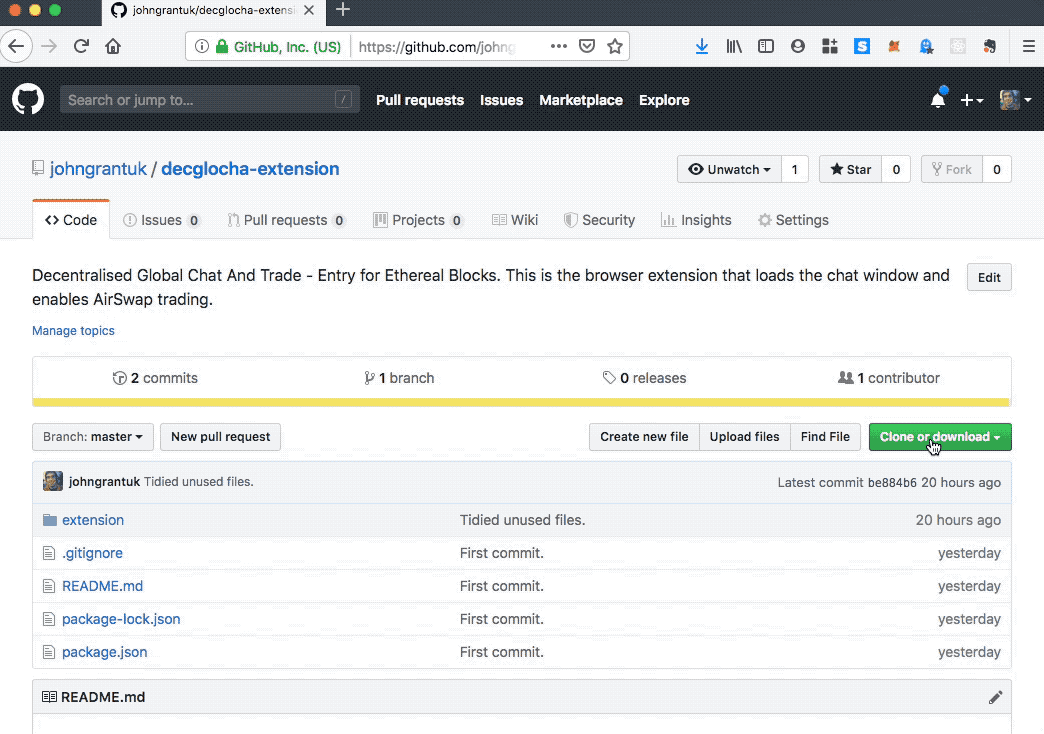 johngrantuk/decglocha-extensi
GitHub, Inc. (US) https://github.com/johng
Search or jump to... / Pull requests Issues Marketplace Explore
johngrantuk / decglocha-extension Unwatch 1 Star 0 Fork 0
Code Issues 0 Pull requests 0 Projects 0 Wiki Security Insights Settings
Decentralised Global Chat And Trade - Entry for Ethereal Blocks. This is the browser extension that loads the chat window and Edit
enables AirSwap trading.
Manage topics
2 commits 1 branch 0 releases 1 contributor
Branch: master New pull request Create new file Upload files Find File Clone or download
johngrantuk Tidied unused files. Latest commit be884b6 20 hours ago
extension Tidied unused files. 20 hours ago
.gitignore First commit. yesterday
README.md First commit. yesterday
package-lock.json First commit. yesterday
package.json First commit. yesterday
README.md